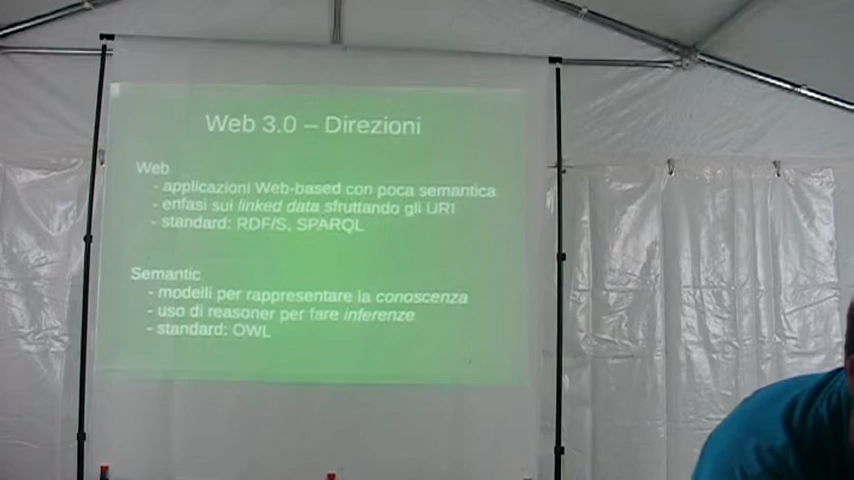 Web 3.0 – Direzioni
Web
- applicazioni Web-based con poca semantica
- enfasi sui linked data sfruttando gli URI
- standard: RDF/S, SPARQL
Semantic
- modelli per rappresentare la conoscenza
- uso di reasoner per fare inferenze
- standard: OWL